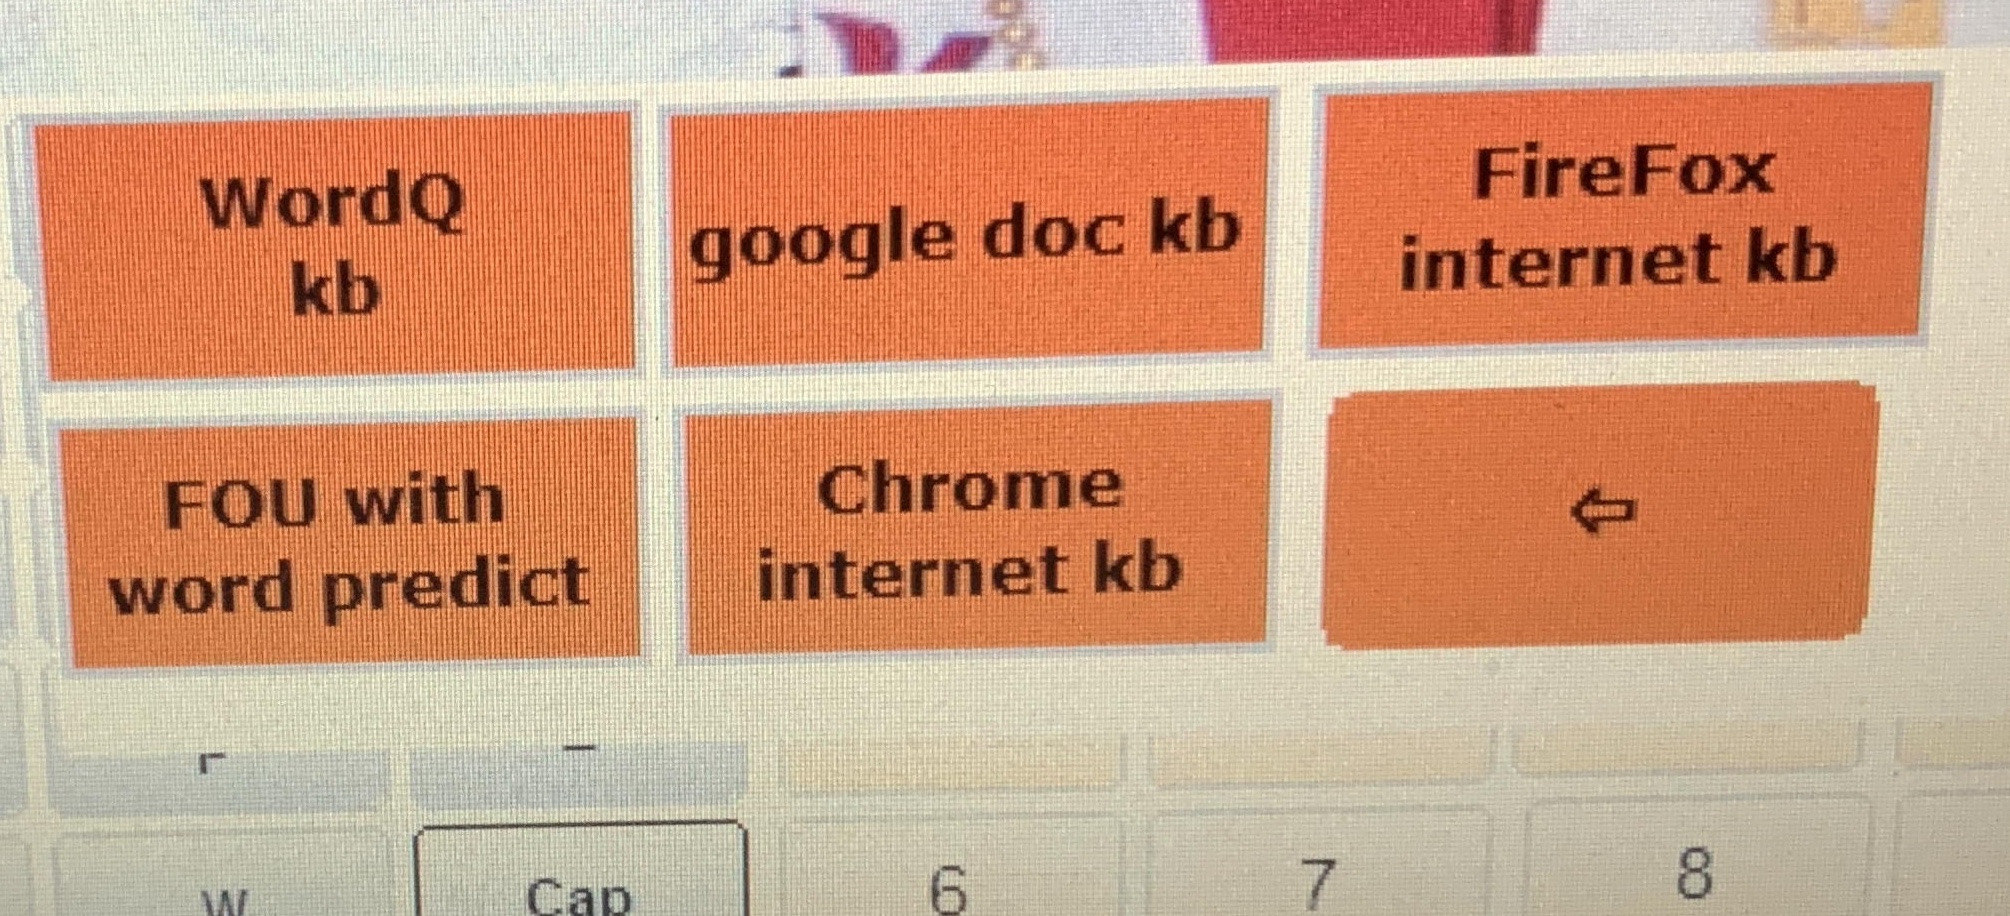 WordQ
kb
google doc kb
FireFox
internet kb
FOU with
word predict
Chrome
internet kb
⇦
w
Cap
6
7
8